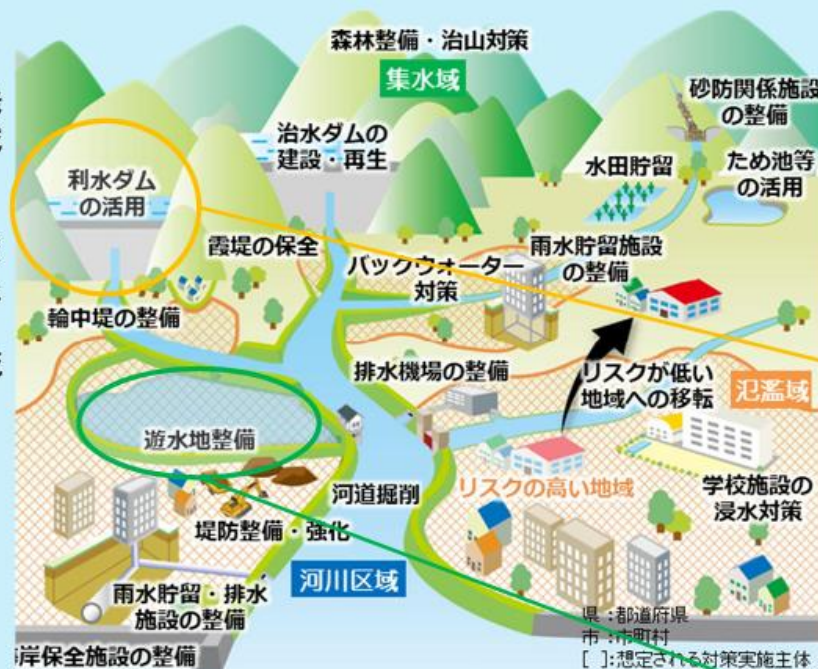 森林整備・治山対策
集水域
砂防関係施設
の整備
治水ダムの
建設・再生
水田貯留
ため池等
の活用
利水ダム
の活用
霞堤の保全
バックウォーター
対策
雨水貯留施設
の整備
輪中堤の整備
排水機場の整備
リスクが低い
地域への移転
氾濫域
遊水地整備
リスクの高い地域
学校施設の
浸水対策
河道掘削
堤防整備・強化
河川区域
雨水貯留・排水
施設の整備
県:都道府県
市:市町村
[ ]:想定される対策実施主体
岸保全施設の整備